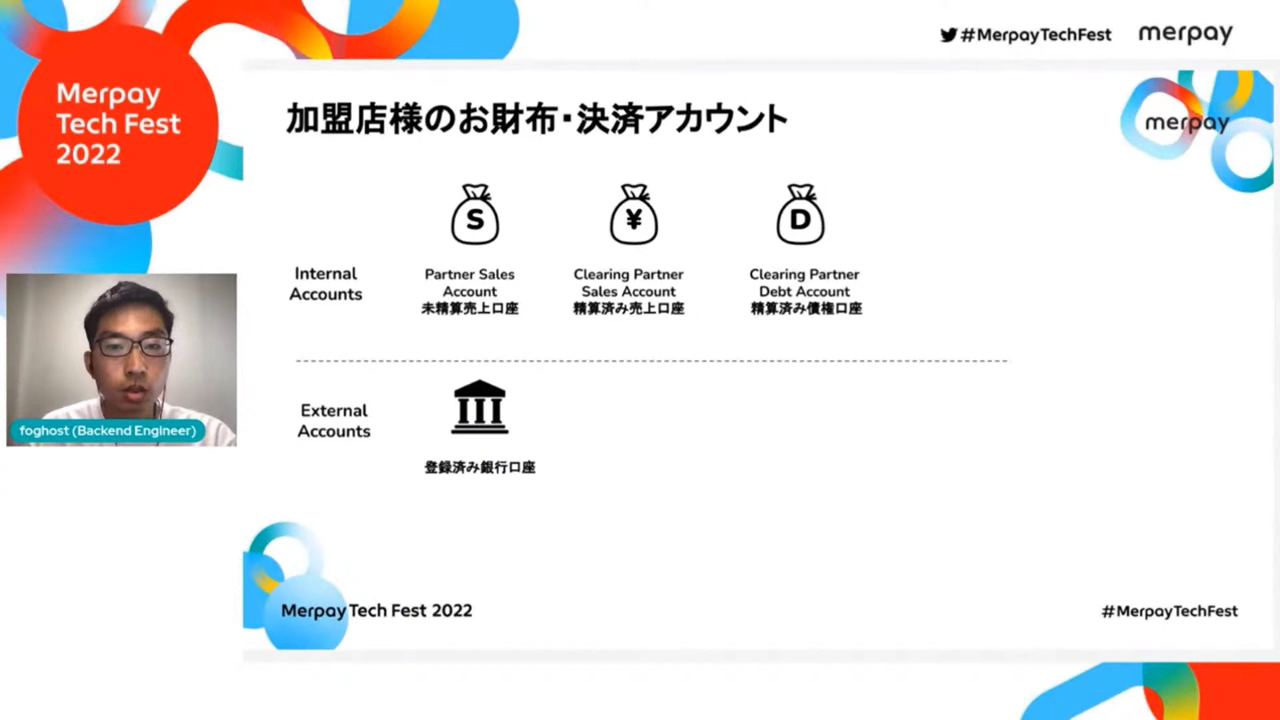 #MerpayTechFest
merpay
Merpay
Tech Fest
2022
加盟店様のお財布・決済アカウント
merpay
S
¥
D
Internal
Accounts
Partner Sales
Account
未精算売上口座
Clearing Partner
Sales Account
精算済み売上口座
Clearing Partner
Debt Account
精算済み債権口座
External
Accounts
登録済み銀行口座
foghost (Backend Engineer)
Merpay Tech Fest 2022
#MerpayTechFest